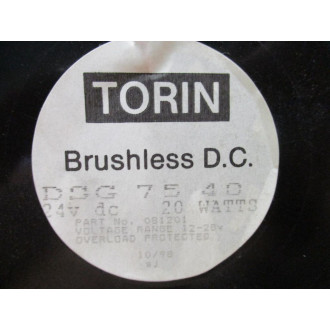 TORIN
Brushless D.C.
DSG 75 40
24v dc 20 WATTS
PART No. 081201
VOLTAGE RANGE 12-28v
OVERLOAD PROTECTED
10/98